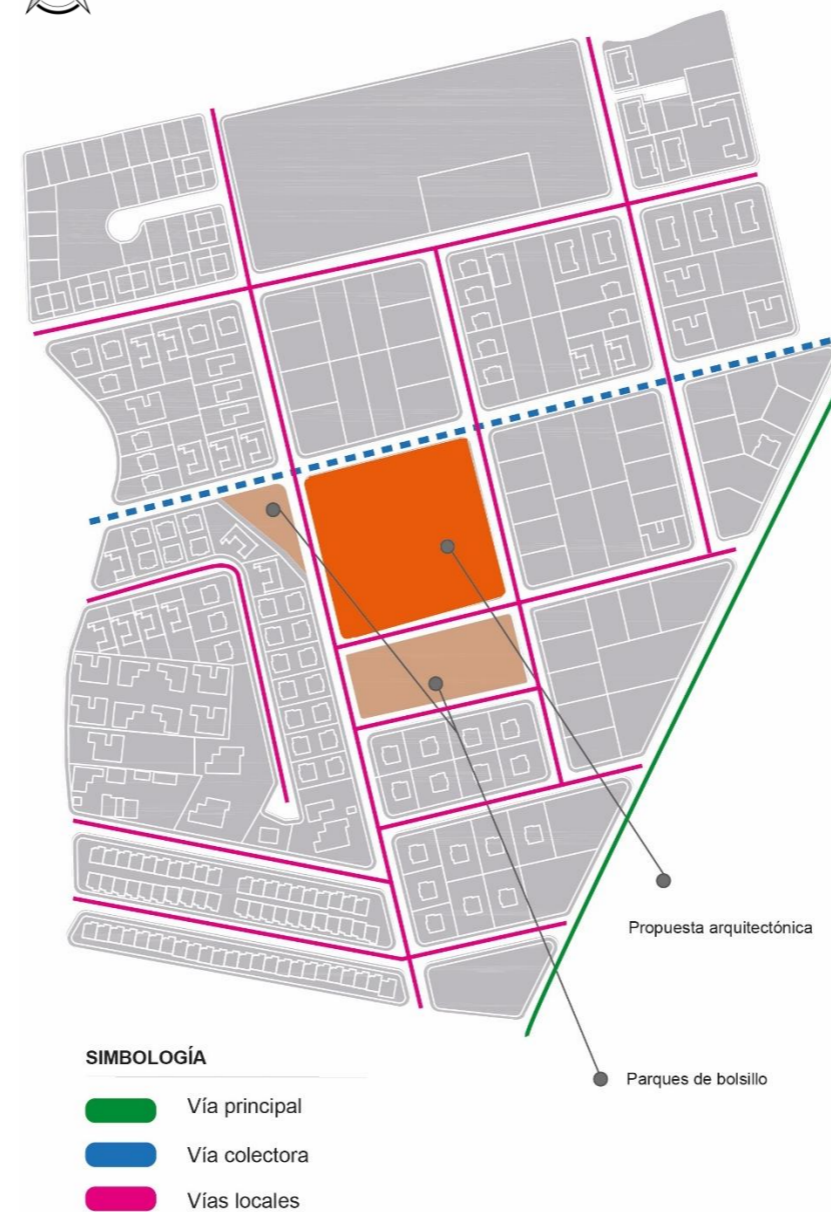 Propuesta arquitectónica
Parques de bolsillo
SIMBOLOGÍA
Vía principal
Vía colectora
Vías locales